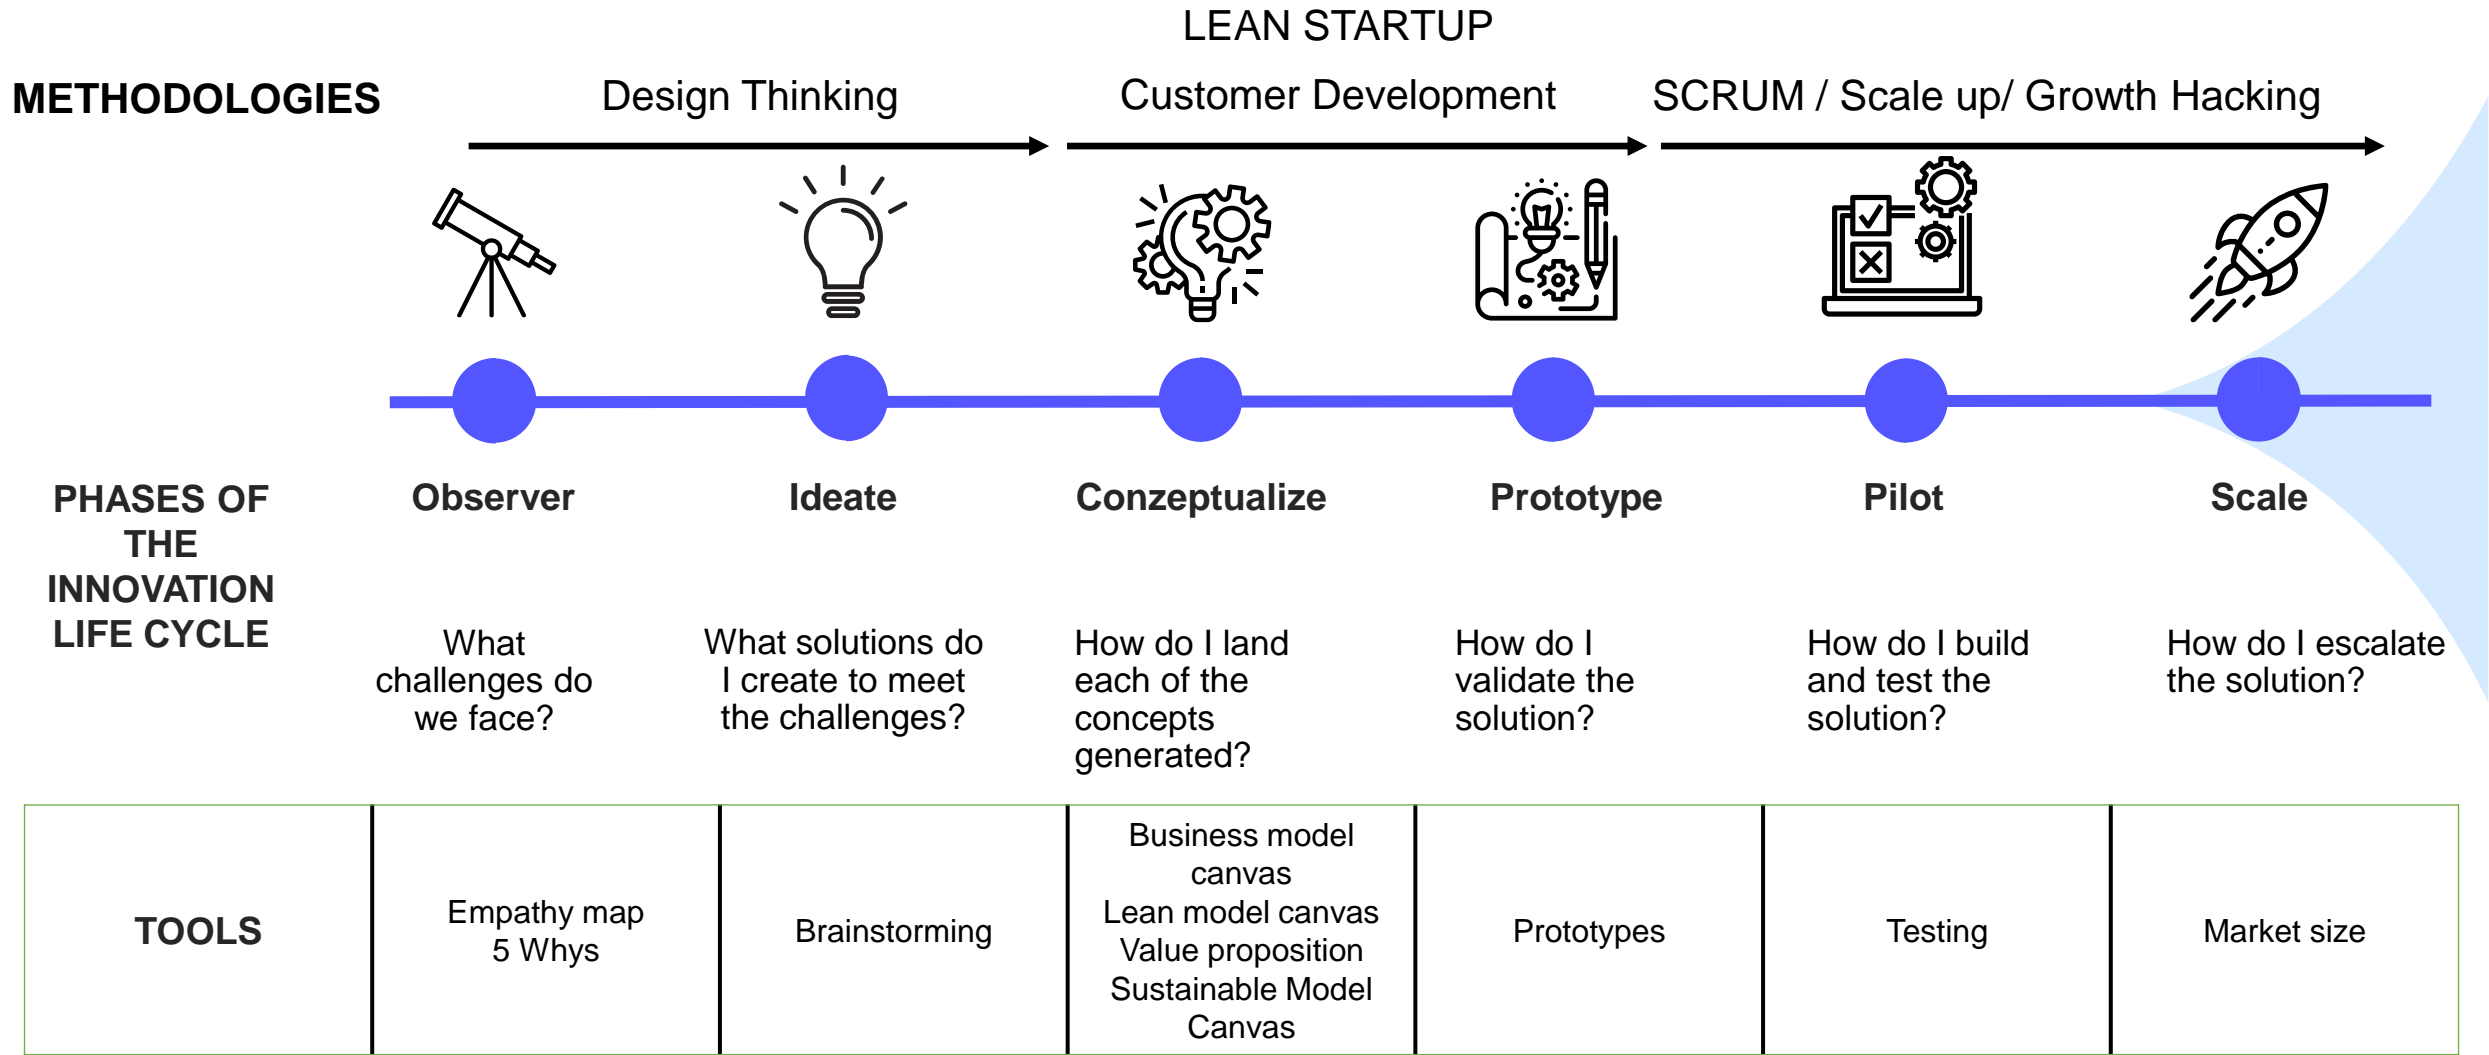 LEAN STARTUP
METHODOLOGIES
Design Thinking
Customer Development
SCRUM / Scale up/ Growth Hacking
PHASES OF
THE
INNOVATION
LIFE CYCLE
Observer
Ideate
Conzeptualize
Prototype
Pilot
Scale
What
challenges do
we face?
What solutions do
I create to meet
the challenges?
How do I land
each of the
concepts
generated?
How do I
validate the
solution?
How do I build
and test the
solution?
How do I escalate
the solution?
TOOLS
Empathy map
5 Whys
Brainstorming
Business model
canvas
Lean model canvas
Value proposition
Sustainable Model
Canvas
Prototypes
Testing
Market size